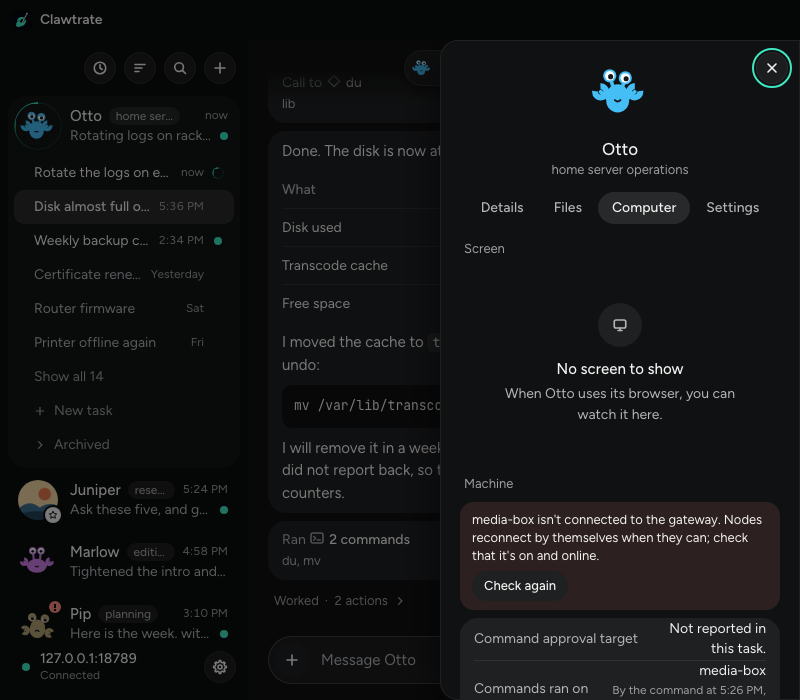 Clawtrate
Otto home ser... now
Rotating logs on rack...
Rotate the logs on e... now
Disk almost full o... 5:36 PM
Weekly backup c... 2:34 PM
Certificate rene... Yesterday
Router firmware Sat
Printer offline again Fri
Show all 14
New task
Archived
Juniper rese... 5:24 PM
Ask these five, and g...
Marlow editi... 4:58 PM
Tightened the intro and...
Pip planning 3:10 PM
Here is the week. wit...
127.0.0.1:18789
Connected
Call to du
lib
Done. The disk is now at
What
Disk used
Transcode cache
Free space
I moved the cache to t
undo:
mv /var/lib/transco
I will remove it in a week
did not report back, so t
counters.
Ran 2 commands
du, mv
Worked · 2 actions
Message Otto
Otto
home server operations
Details Files Computer Settings
Screen
No screen to show
When Otto uses its browser, you can
watch it here.
Machine
media-box isn't connected to the gateway. Nodes
reconnect by themselves when they can; check
that it's on and online.
Check again
Command approval target Not reported in
this task.
Commands ran on media-box
By the command at 5:26 PM,